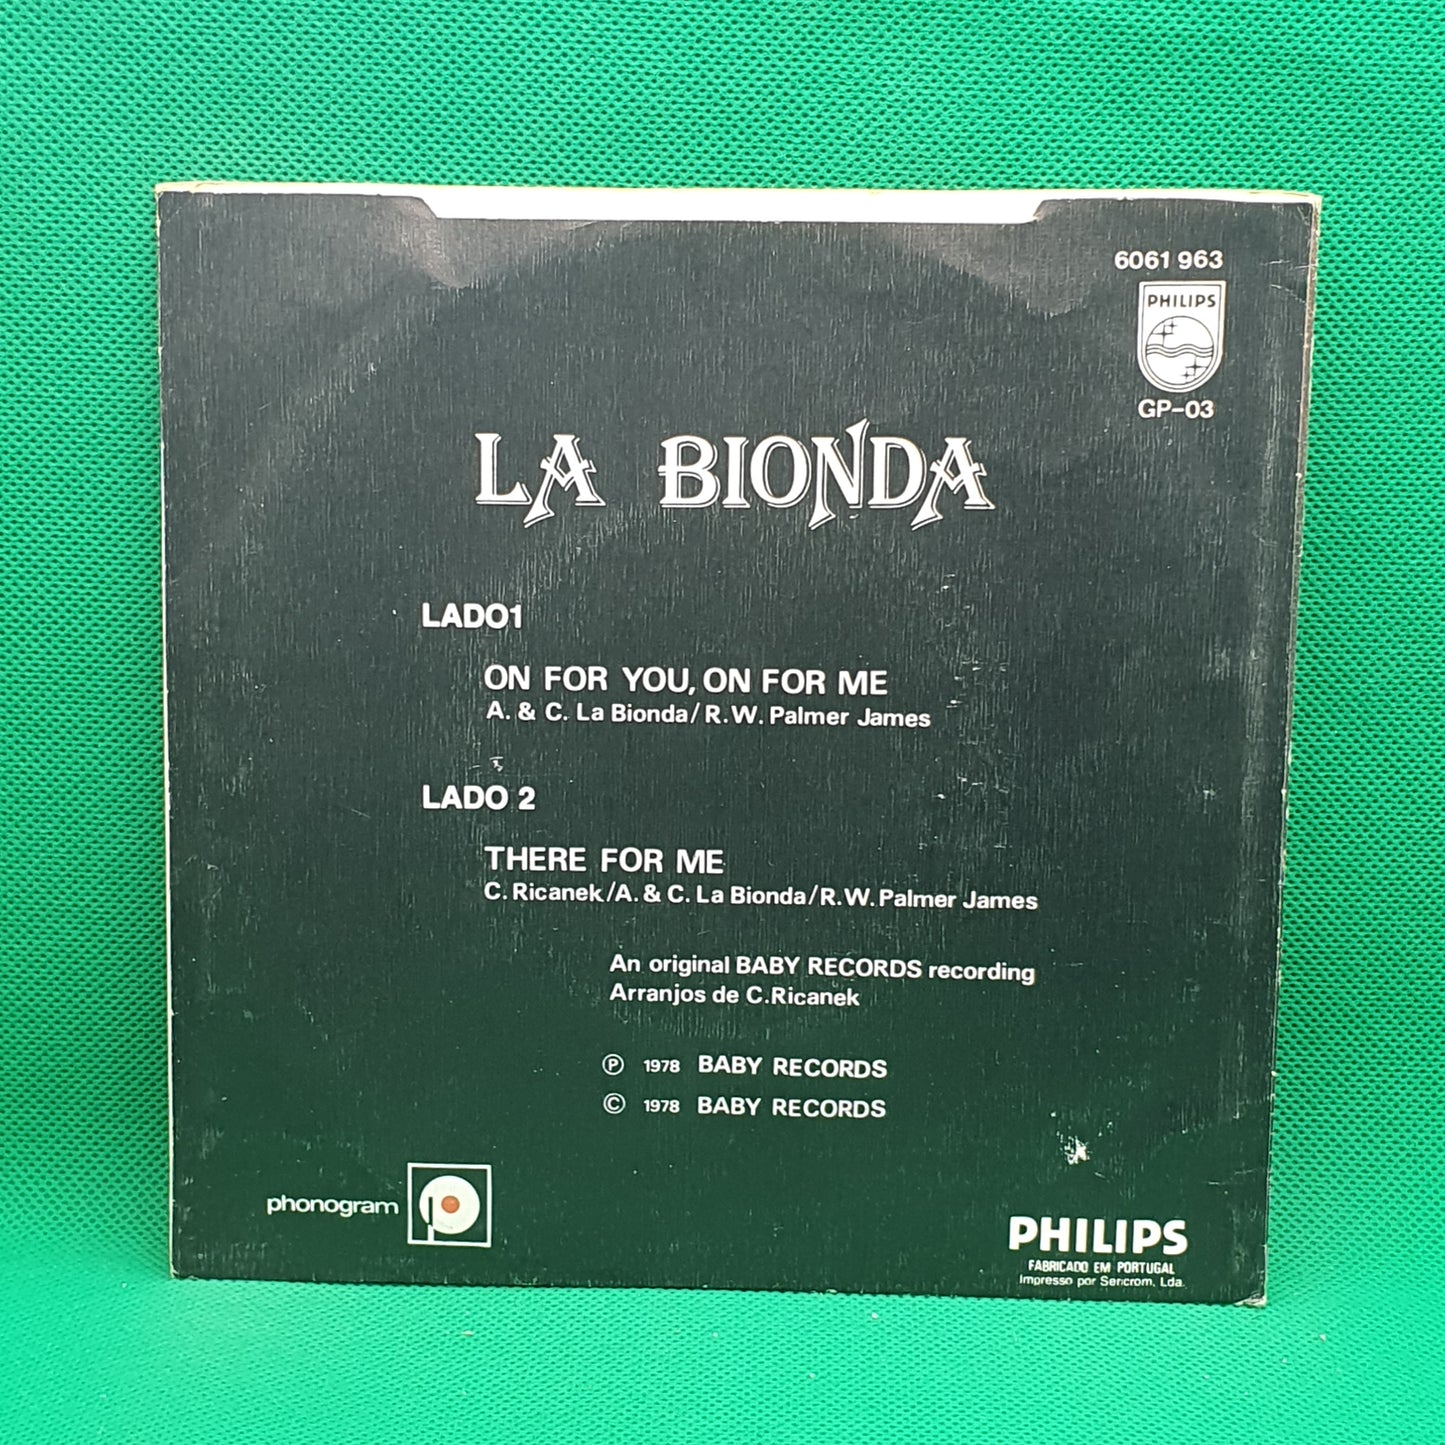 6061 963
PHILIPS
GP-03
LA BIONDA
LADO1
ON FOR YOU, ON FOR ME
A. & C. La Bionda/R.W. Palmer James
LADO 2
THERE FOR ME
C. Ricanek/A. & C. La Bionda/R.W. Palmer James
An original BABY RECORDS recording
Arranjos de C.Ricanek
℗ 1978 BABY RECORDS
© 1978 BABY RECORDS
phonogram
PHILIPS
FABRICADO EM PORTUGAL
Impresso por Sericrom, Lda.